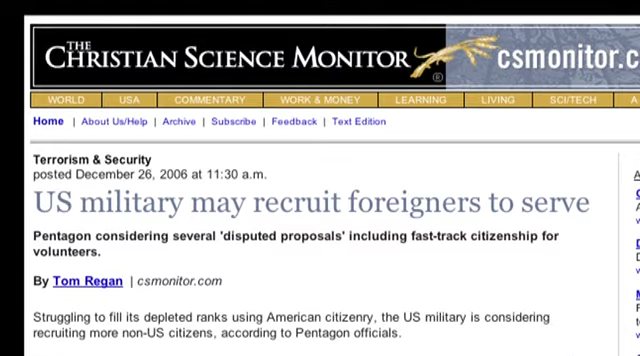 THE
CHRISTIAN SCIENCE MONITOR ®
csmonitor.c
WORLD USA COMMENTARY WORK & MONEY LEARNING LIVING SCI/TECH A
Home | About Us/Help | Archive | Subscribe | Feedback | Text Edition
Terrorism & Security
posted December 26, 2006 at 11:30 a.m.
US military may recruit foreigners to serve
Pentagon considering several 'disputed proposals' including fast-track citizenship for
volunteers.
By Tom Regan | csmonitor.com
Struggling to fill its depleted ranks using American citizenry, the US military is considering
recruiting more non-US citizens, according to Pentagon officials.